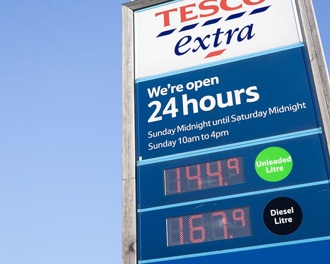 TESCO
extra
We're open
24 hours
Sunday Midnight until Saturday Midnight
Sunday 10am to 4pm
144.9
Unleaded
Litre
167.9
Diesel
Litre